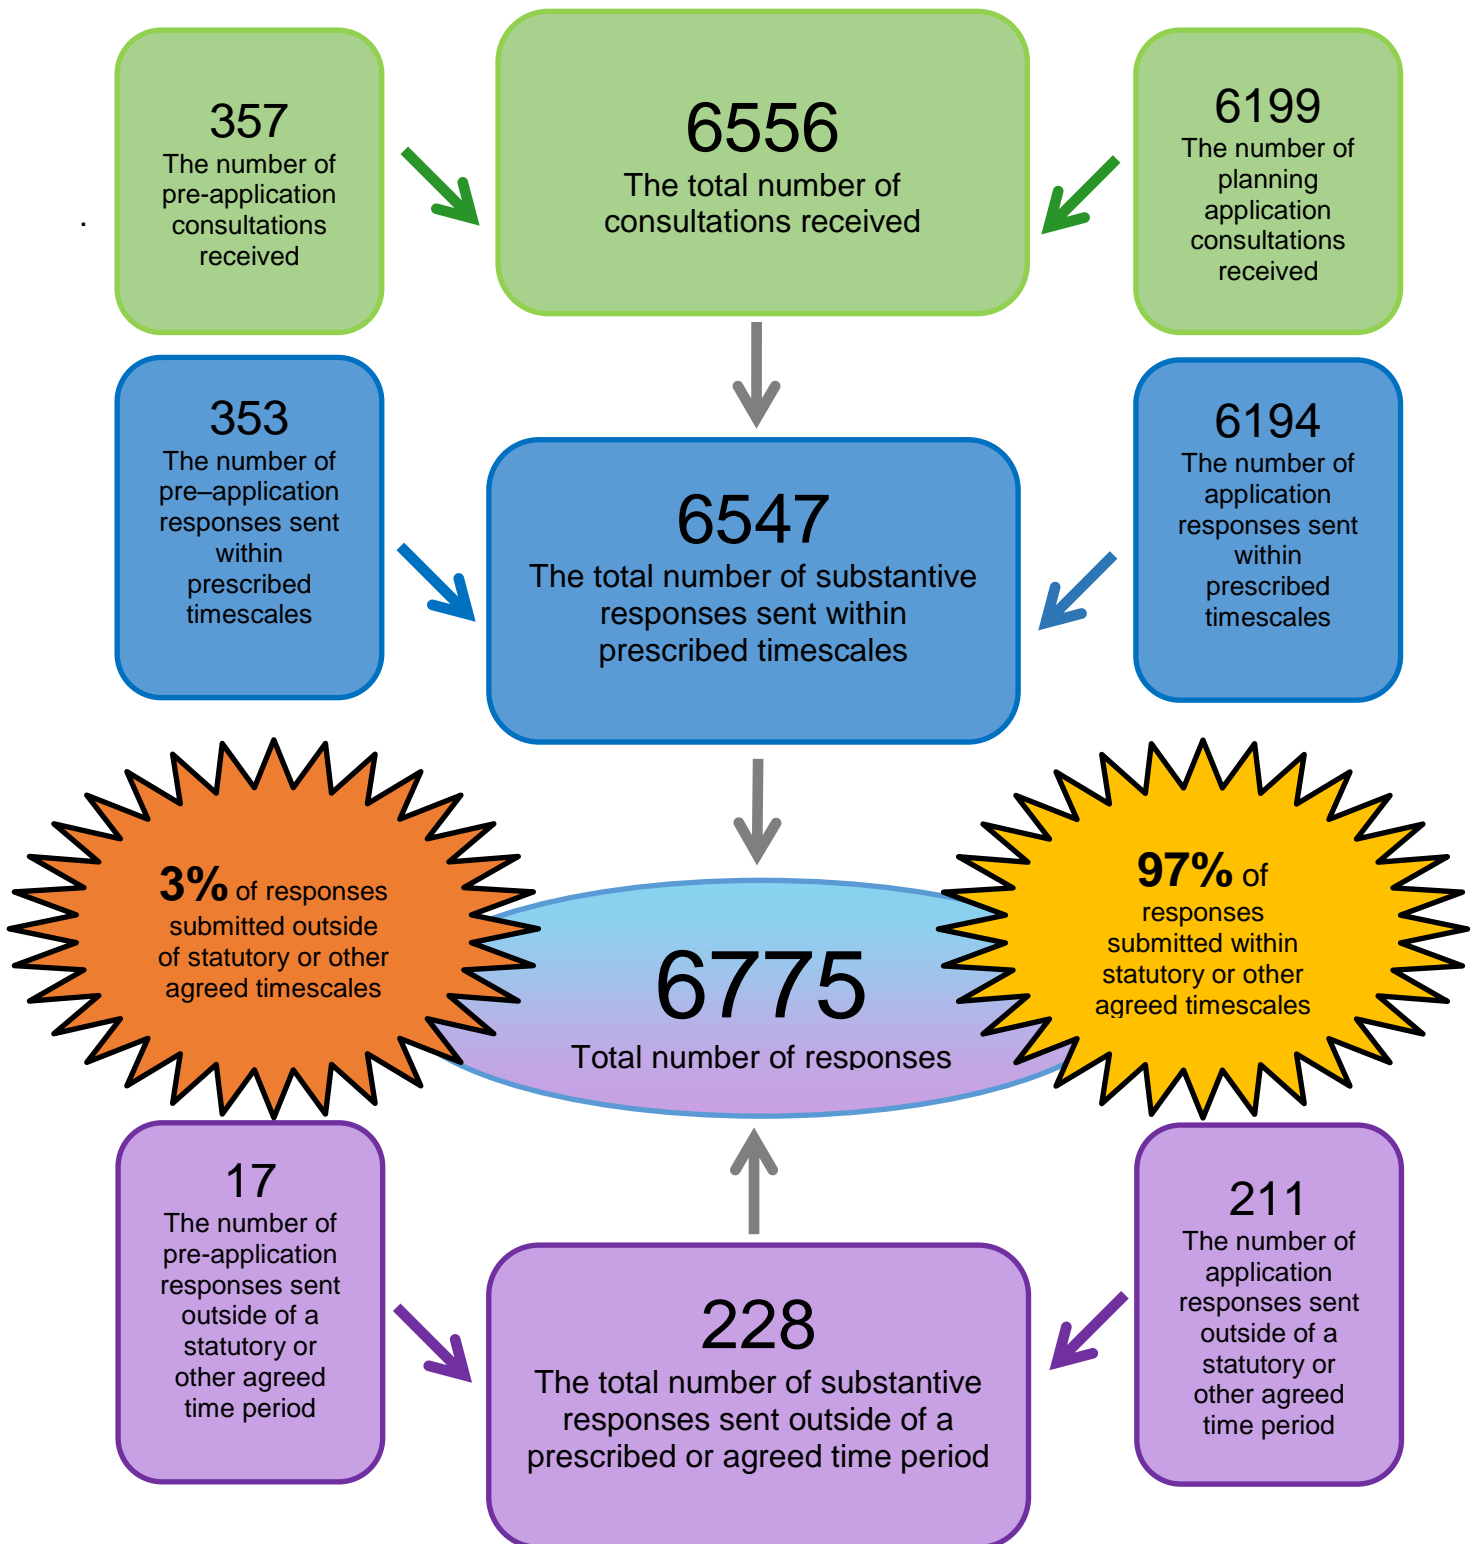 357
The number of
pre-application
consultations
received
6556
The total number of
consultations received
6199
The number of
planning
application
consultations
received
.
353
The number of
pre–application
responses sent
within
prescribed
timescales
6547
The total number of substantive
responses sent within
prescribed timescales
6194
The number of
application
responses sent
within
prescribed
timescales
3% of responses
submitted outside
of statutory or other
agreed timescales
6775
Total number of responses
97% of
responses
submitted within
statutory or other
agreed timescales
17
The number of
pre-application
responses sent
outside of a
statutory or
other agreed
time period
228
The total number of substantive
responses sent outside of a
prescribed or agreed time period
211
The number of
application
responses sent
outside of a
statutory or
other agreed
time period